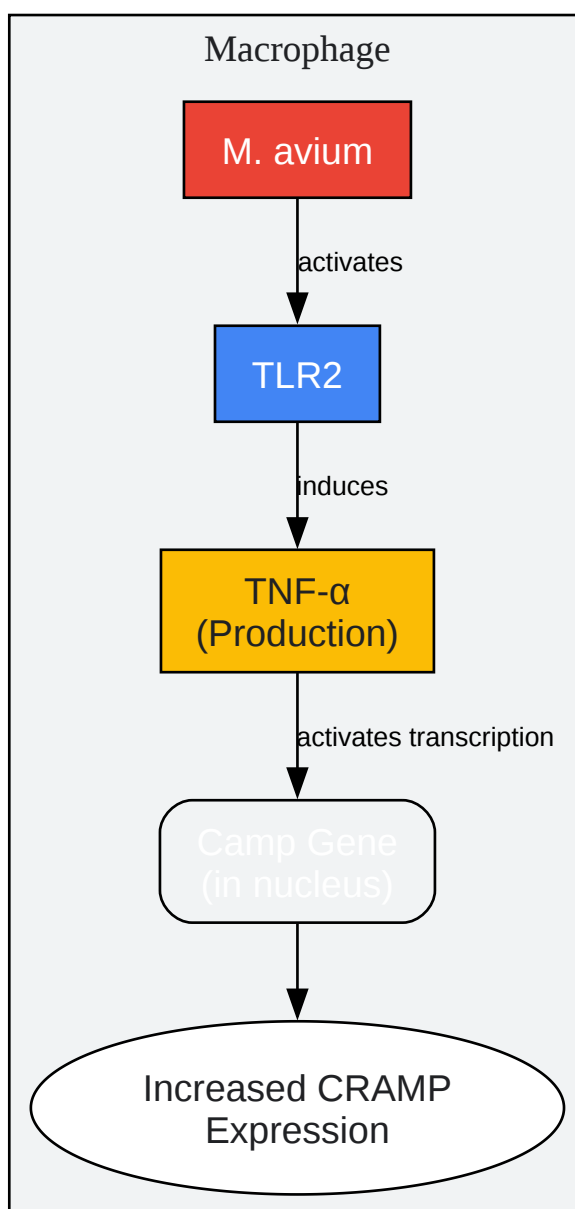 Macrophage
M. avium
activates
TLR2
induces
TNF-α
(Production)
activates transcription
Camp Gene
(in nucleus)
Increased CRAMP
Expression